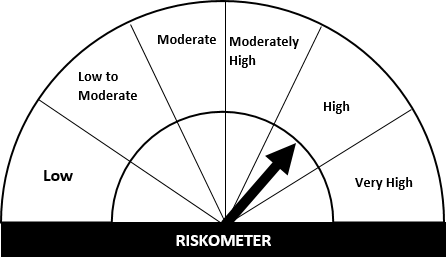 Low
Low to
Moderate
Moderate
Moderately
High
High
Very High
RISKOMETER